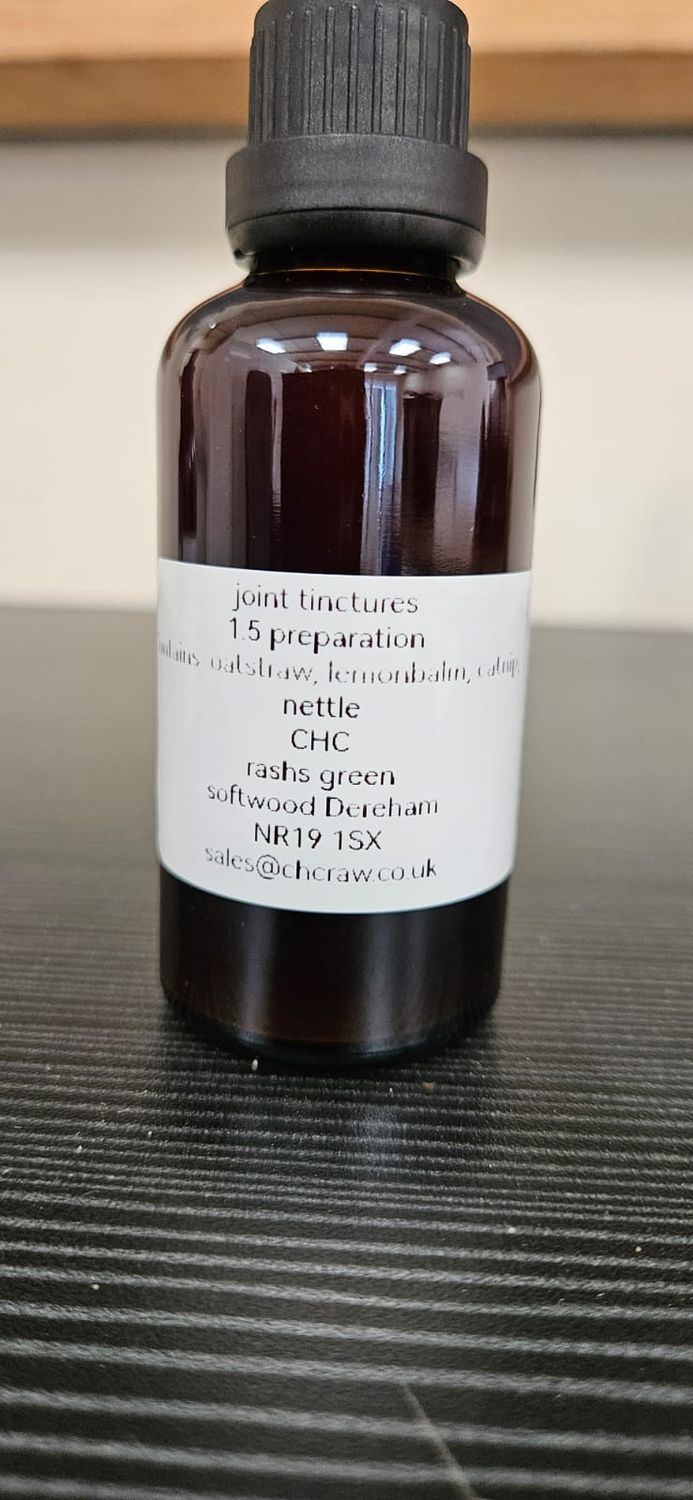 joint tinctures
1.5 preparation
contains oatstraw, lemonbalm, catnip,
nettle
CHC
rashs green
softwood Dereham
NR19 1SX
sales@chcraw.co.uk